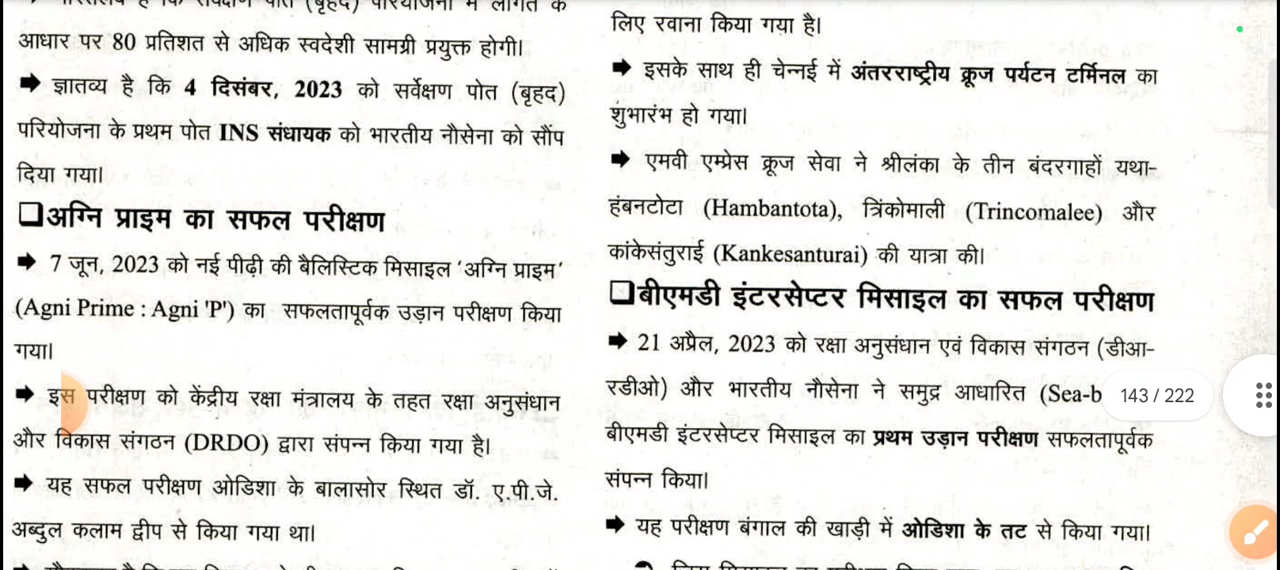 आधार पर 80 प्रतिशत से अधिक स्वदेशी सामग्री प्रयुक्त होगी।
➡ ज्ञातव्य है कि 4 दिसंबर, 2023 को सर्वेक्षण पोत (बृहद)
परियोजना के प्रथम पोत INS संधायक को भारतीय नौसेना को सौंप
दिया गया।
❑अग्नि प्राइम का सफल परीक्षण
➡ 7 जून, 2023 को नई पीढ़ी की बैलिस्टिक मिसाइल ‘अग्नि प्राइम’
(Agni Prime : Agni 'P') का सफलतापूर्वक उड़ान परीक्षण किया
गया।
➡ इस परीक्षण को केंद्रीय रक्षा मंत्रालय के तहत रक्षा अनुसंधान
और विकास संगठन (DRDO) द्वारा संपन्न किया गया है।
➡ यह सफल परीक्षण ओडिशा के बालासोर स्थित डॉ. ए.पी.जे.
अब्दुल कलाम द्वीप से किया गया था।
लिए रवाना किया गया है।
➡ इसके साथ ही चेन्नई में अंतरराष्ट्रीय क्रूज पर्यटन टर्मिनल का
शुभारंभ हो गया।
➡ एमवी एम्प्रेस क्रूज सेवा ने श्रीलंका के तीन बंदरगाहों यथा-
हंबनटोटा (Hambantota), त्रिंकोमाली (Trincomalee) और
कांकेसंतुराई (Kankesanturai) की यात्रा की।
❑बीएमडी इंटरसेप्टर मिसाइल का सफल परीक्षण
➡ 21 अप्रैल, 2023 को रक्षा अनुसंधान एवं विकास संगठन (डीआ-
रडीओ) और भारतीय नौसेना ने समुद्र आधारित (Sea-b
143 / 222
बीएमडी इंटरसेप्टर मिसाइल का प्रथम उड़ान परीक्षण सफलतापूर्वक
संपन्न किया।
➡ यह परीक्षण बंगाल की खाड़ी में ओडिशा के तट से किया गया।